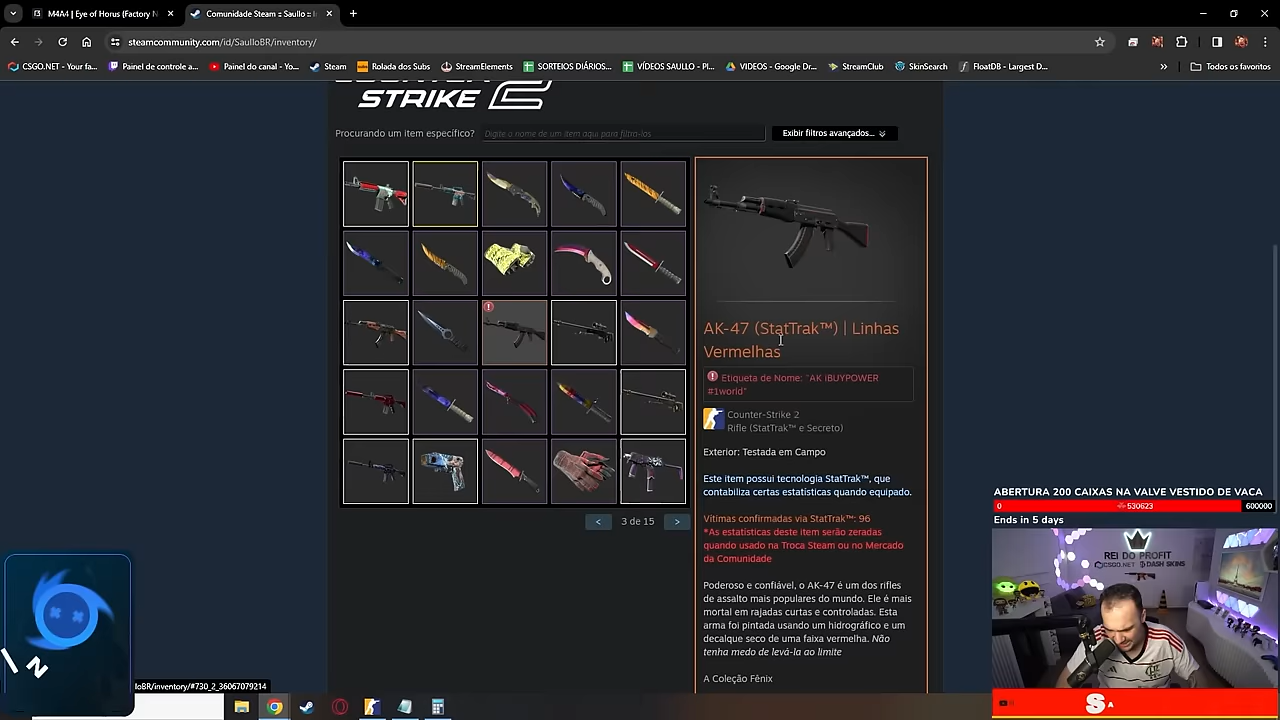 M4A4 | Eye of Horus (Factory N
Comunidade Steam :: Saullo :: I
steamcommunity.com/id/SaulloBR/inventory/
CSGO.NET - Your fa...
Painel de controle a...
Painel do canal - Yo...
Steam
Rolada dos Subs
StreamElements
SORTEIOS DIÁRIOS...
VÍDEOS SAULLO - Pl...
VIDEOS - Google Dr...
StreamClub
SkinSearch
FloatDB - Largest D...
Todos os favoritos
STRIKE 2
Procurando um item específico?
Digite o nome de um item aqui para filtrá-los
Exibir filtros avançados...
AK-47 (StatTrak™) | Linhas
Vermelhas
Etiqueta de Nome: "AK iBUYPOWER
#1world"
Counter-Strike 2
Rifle (StatTrak™ e Secreto)
Exterior: Testada em Campo
Este item possui tecnologia StatTrak™, que
contabiliza certas estatísticas quando equipado.
Vítimas confirmadas via StatTrak™: 96
*As estatísticas deste item serão zeradas
quando usado na Troca Steam ou no Mercado
da Comunidade
Poderoso e confiável, o AK-47 é um dos rifles
de assalto mais populares do mundo. Ele é mais
mortal em rajadas curtas e controladas. Esta
arma foi pintada usando um hidrográfico e um
decalque seco de uma faixa vermelha. Não
tenha medo de levá-la ao limite
A Coleção Fênix
< 3 de 15 >
ABERTURA 200 CAIXAS NA VALVE VESTIDO DE VACA
0 530623 600000
Ends in 5 days
REI DO PROFIT
CSGO.NET DASH SKINS
IN
lloBR/inventory/#730_2_36067079214
S A